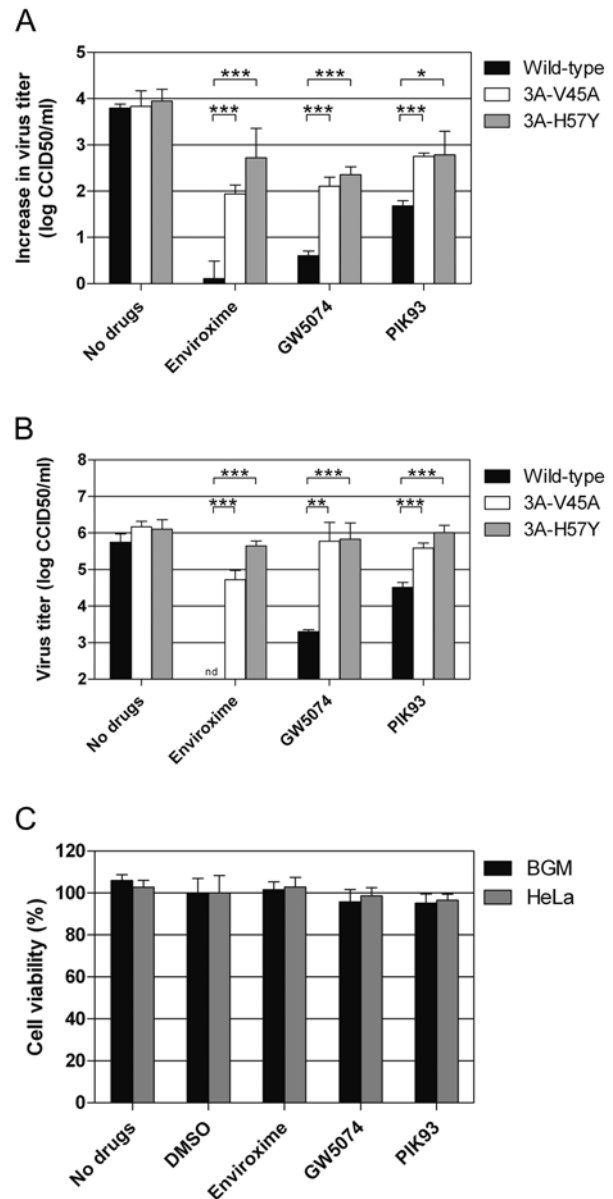 A
Increase in virus titer
(log CCID50/ml)
5
4
3
2
1
0
*** *** *
*** *** ***
Wild-type
3A-V45A
3A-H57Y
No drugs
Enviroxime
GW5074
PIK93
B
Virus titer (log CCID50/ml)
8
7
6
5
4
3
2
*** *** ***
*** ** ***
nd
Wild-type
3A-V45A
3A-H57Y
No drugs
Enviroxime
GW5074
PIK93
C
Cell viability (%)
120
100
80
60
40
20
0
BGM
HeLa
No drugs
DMSO
Enviroxime
GW5074
PIK93